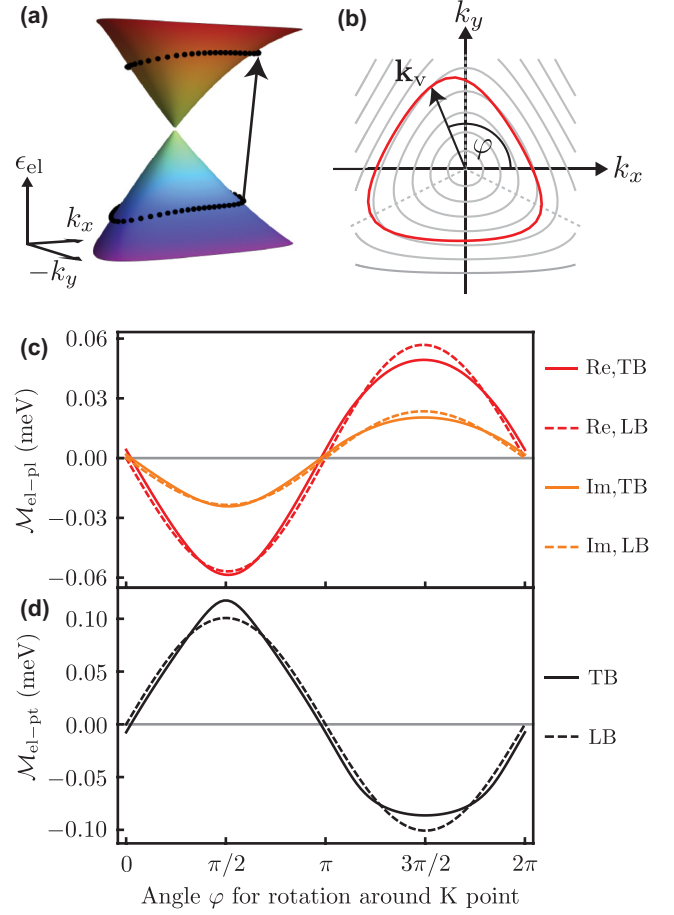 (a)
ϵ_el
k_x
−k_y
(b)
k_y
k_v
φ
k_x
(c)
M_el−pl (meV)
0.06
0.03
0.00
−0.03
−0.06
Re,TB
Re,LB
Im,TB
Im,LB
(d)
M_el−pt (meV)
0.10
0.05
0.00
−0.05
−0.10
TB
LB
0 π/2 π 3π/2 2π
Angle φ for rotation around K point